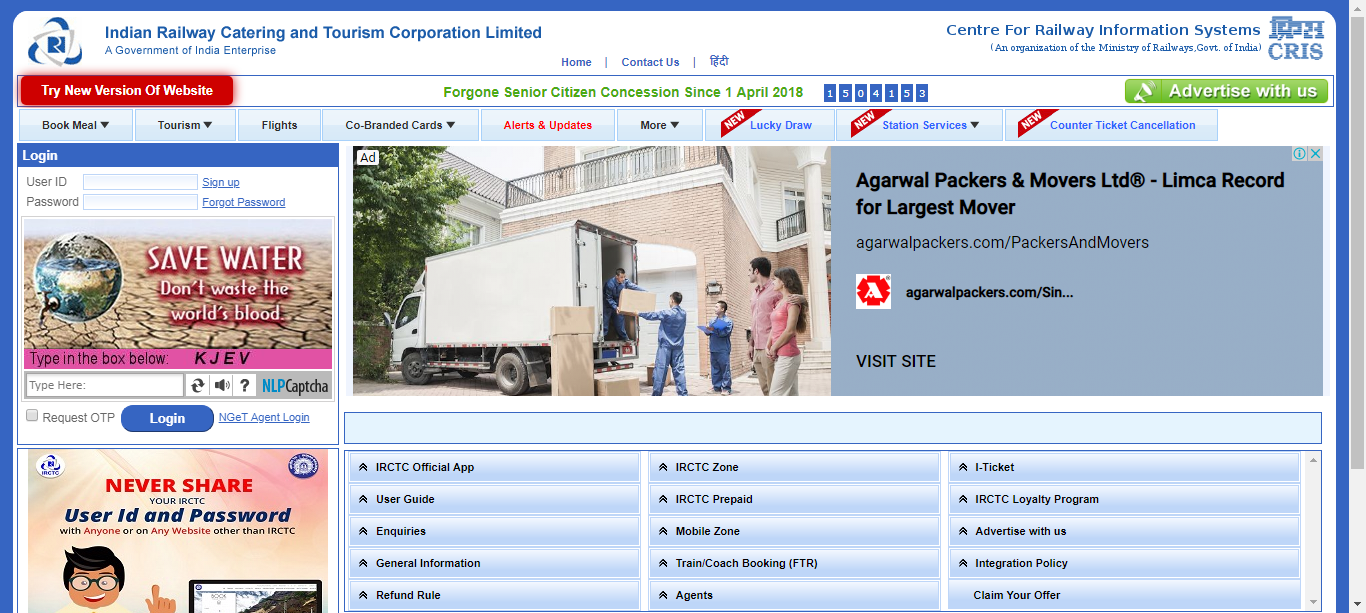 Indian Railway Catering and Tourism Corporation Limited
A Government of India Enterprise
Centre For Railway Information Systems
(An organization of the Ministry of Railways,Govt. of India)
CRIS
Home | Contact Us | हिंदी
Try New Version Of Website
Forgone Senior Citizen Concession Since 1 April 2018 1 5 0 4 1 5 3
Advertise with us
Book Meal Tourism Flights Co-Branded Cards Alerts & Updates More NEW Lucky Draw NEW Station Services NEW Counter Ticket Cancellation
Login
User ID Sign up
Password Forgot Password
SAVE WATER
Don't waste the
world's blood.
Type in the box below: KJEV
Type Here: ? NLPCaptcha
Request OTP Login NGeT Agent Login
Ad
Agarwal Packers & Movers Ltd® - Limca Record
for Largest Mover
agarwalpackers.com/PackersAndMovers
agarwalpackers.com/Sin...
VISIT SITE
IRCTC
NEVER SHARE
YOUR IRCTC
User Id and Password
with Anyone or on Any Website other than IRCTC
IRCTC Official App IRCTC Zone I-Ticket
User Guide IRCTC Prepaid IRCTC Loyalty Program
Enquiries Mobile Zone Advertise with us
General Information Train/Coach Booking (FTR) Integration Policy
Refund Rule Agents Claim Your Offer